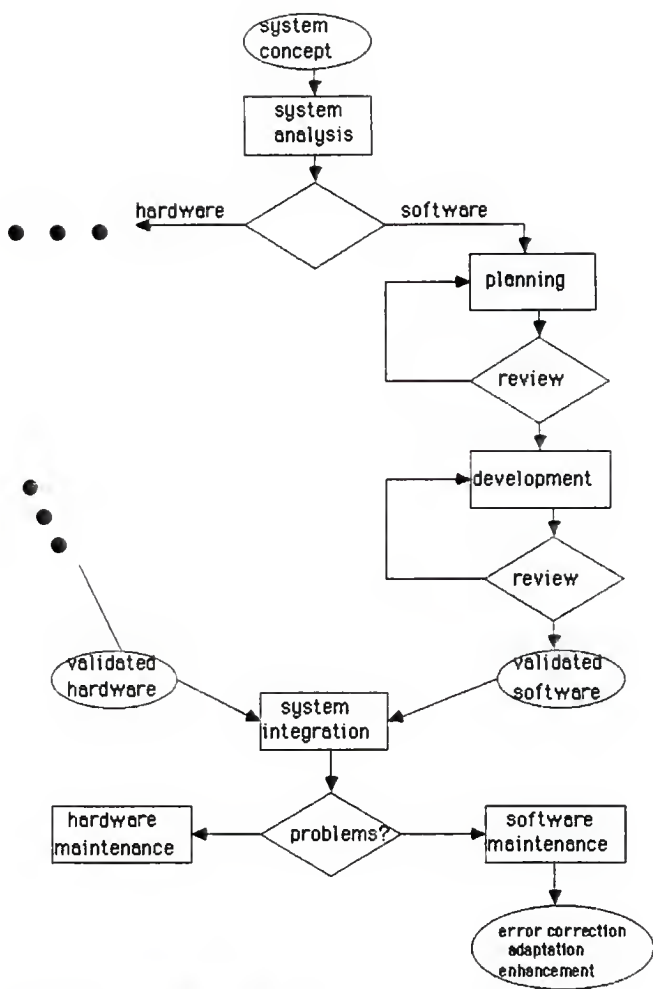 system
concept
system
analysis
hardware
software
planning
review
development
review
validated
hardware
validated
software
system
integration
hardware
maintenance
problems?
software
maintenance
error correction
adaptation
enhancement